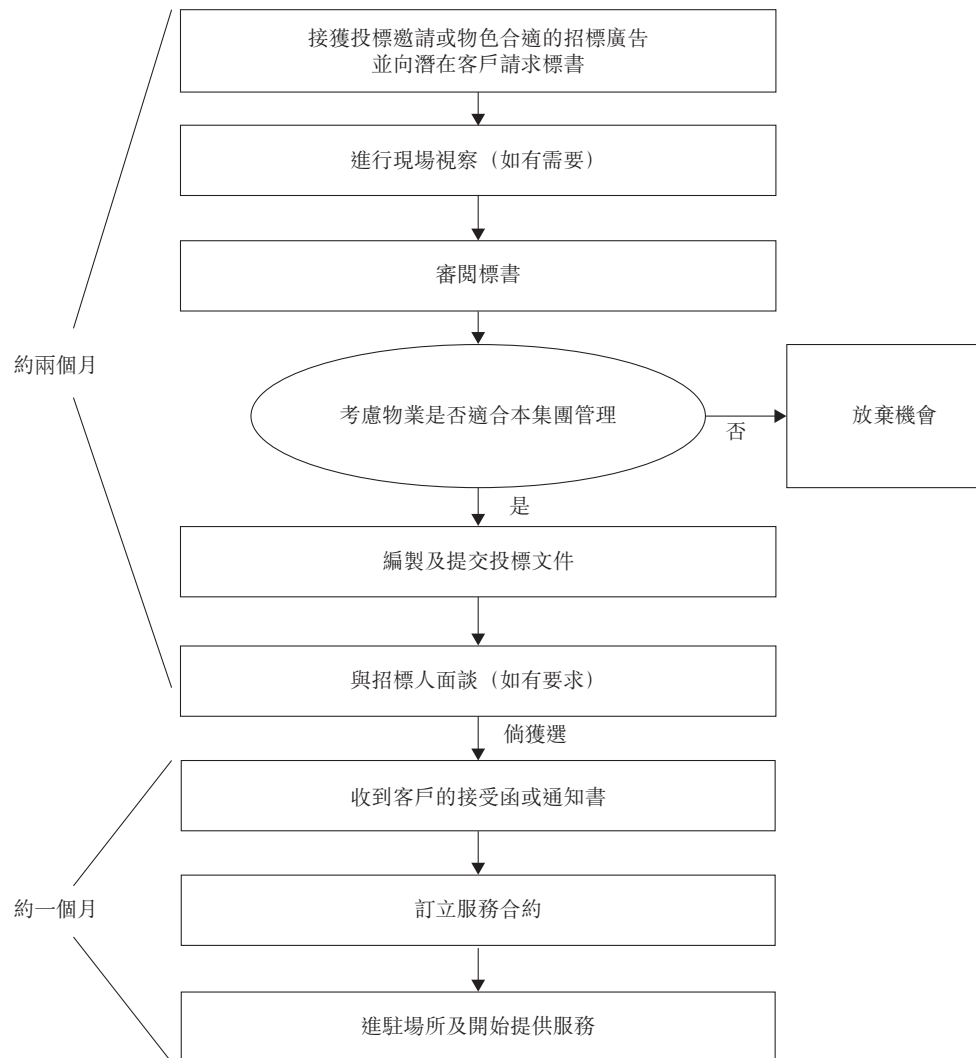 接獲投標邀請或物色合適的招標廣告
並向潛在客戶請求標書
進行現場視察（如有需要）
審閱標書
約兩個月
考慮物業是否適合本集團管理
否
放棄機會
是
編製及提交投標文件
與招標人面談（如有要求）
倘獲選
收到客戶的接受函或通知書
約一個月
訂立服務合約
進駐場所及開始提供服務